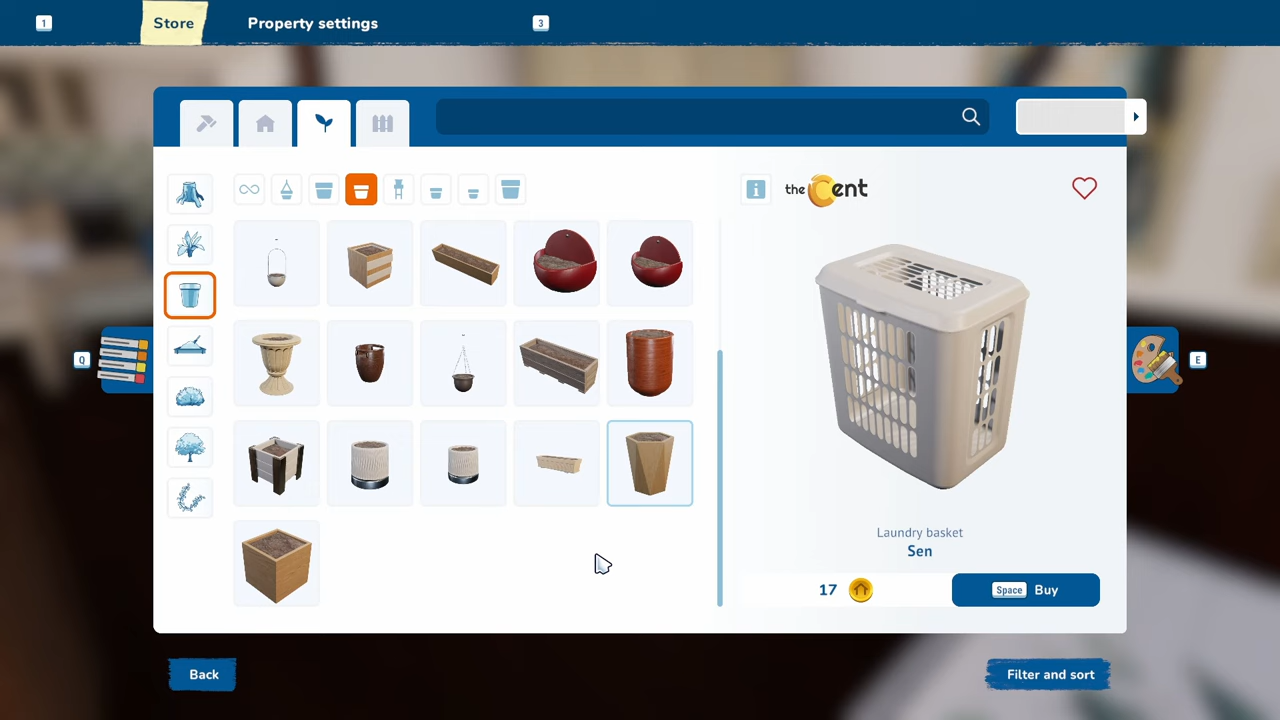 1
Store
Property settings
3
i
the Cent
Q
E
Laundry basket
Sen
17
Space
Buy
Back
Filter and sort